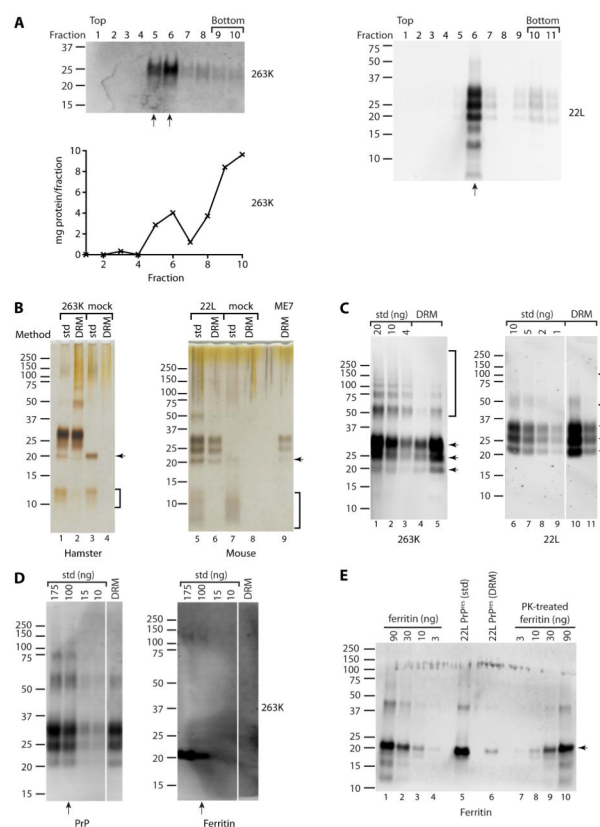 A
Top
Bottom
Fraction 1 2 3 4 5 6 7 8 9 10
37
25
20
15
263K
Top
Bottom
Fraction 1 2 3 4 5 6 7 8 9 10 11
75
50
37
25
20
15
10
22L
mg protein/fraction
10
8
6
4
2
0
263K
0 2 4 6 8 10
Fraction
B
263K mock
Method std DRM std DRM
250
150
100
75
50
37
25
20
15
10
1 2 3 4
Hamster
22L mock ME7
std DRM std DRM DRM
250
150
100
75
50
37
25
20
15
10
5 6 7 8 9
Mouse
C
std (ng) DRM
20 10 4
250
150
100
75
50
37
25
20
15
10
1 2 3 4 5
263K
std (ng) DRM
10 5 2 1
250
150
100
75
50
37
25
20
15
10
6 7 8 9 10 11
22L
D
std (ng)
175 100 15 10 DRM
250
150
100
75
50
37
25
20
15
PrP
std (ng)
175 100 15 10 DRM
250
150
100
75
50
37
25
20
15
263K
Ferritin
E
ferritin (ng)
90 30 10 3
22L PrPRES (std)
22L PrPRES (DRM)
PK-treated
ferritin (ng)
3 10 30 90
250
150
100
75
50
37
25
20
15
10
1 2 3 4 5 6 7 8 9 10
Ferritin